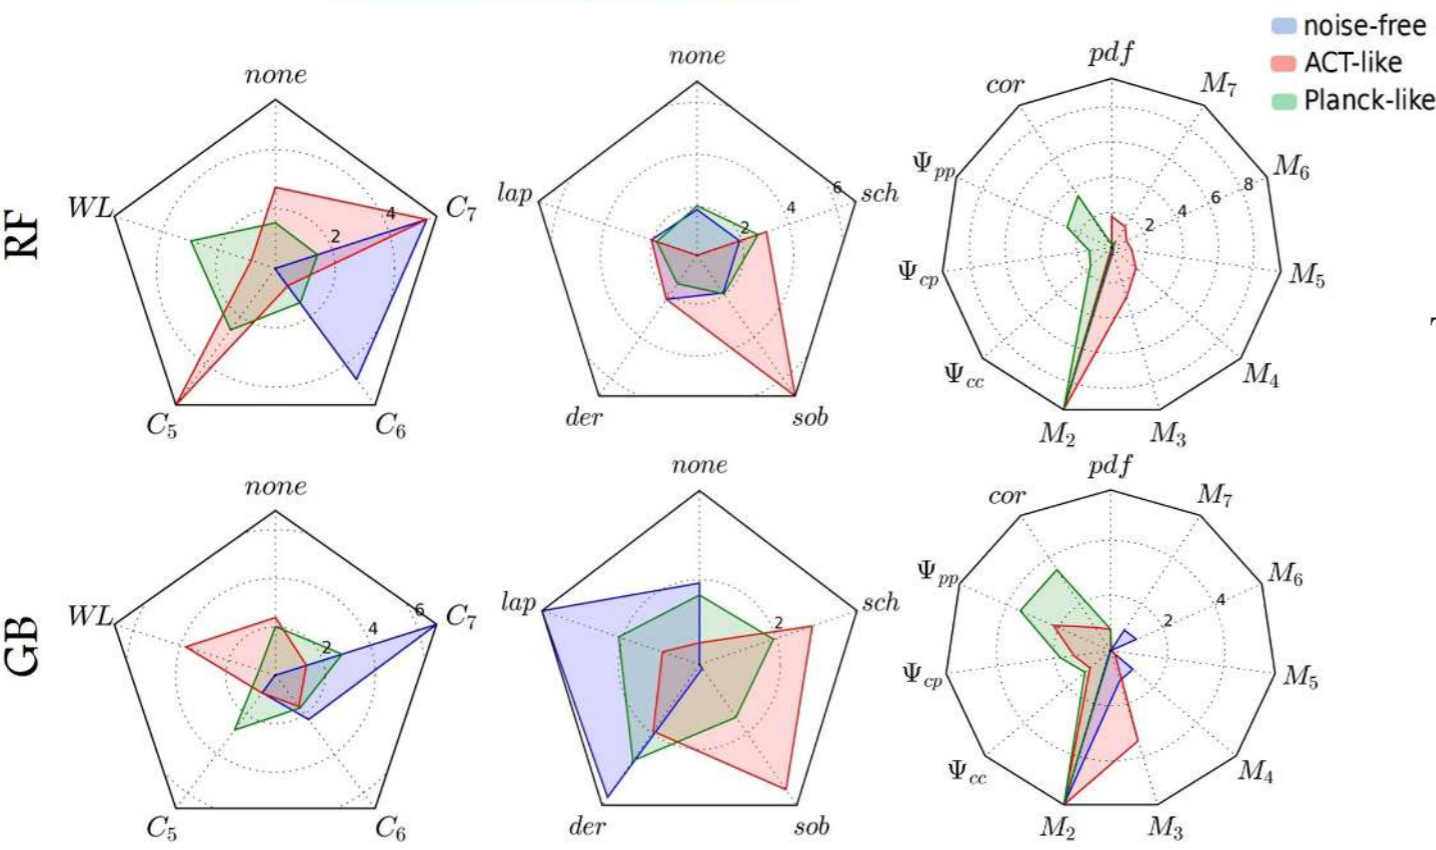 noise-free
ACT-like
Planck-like
RF
none
WL
C₇
C₆
C₅
2
4
none
lap
sch
sob
der
2
4
6
pdf
cor
M₇
Ψpp
M₆
Ψcp
M₅
Ψcc
M₄
M₂
M₃
2
4
6
8
GB
none
WL
C₇
C₅
C₆
2
4
6
none
lap
sch
der
sob
2
pdf
cor
M₇
Ψpp
M₆
Ψcp
M₅
Ψcc
M₄
M₂
M₃
2
4